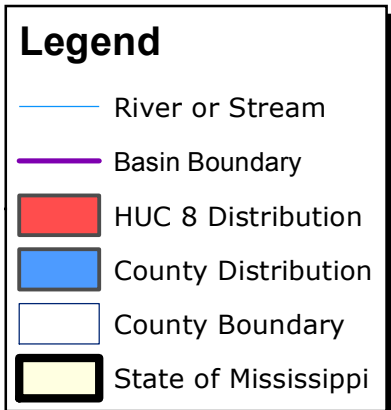 Legend
River or Stream
Basin Boundary
HUC 8 Distribution
County Distribution
County Boundary
State of Mississippi